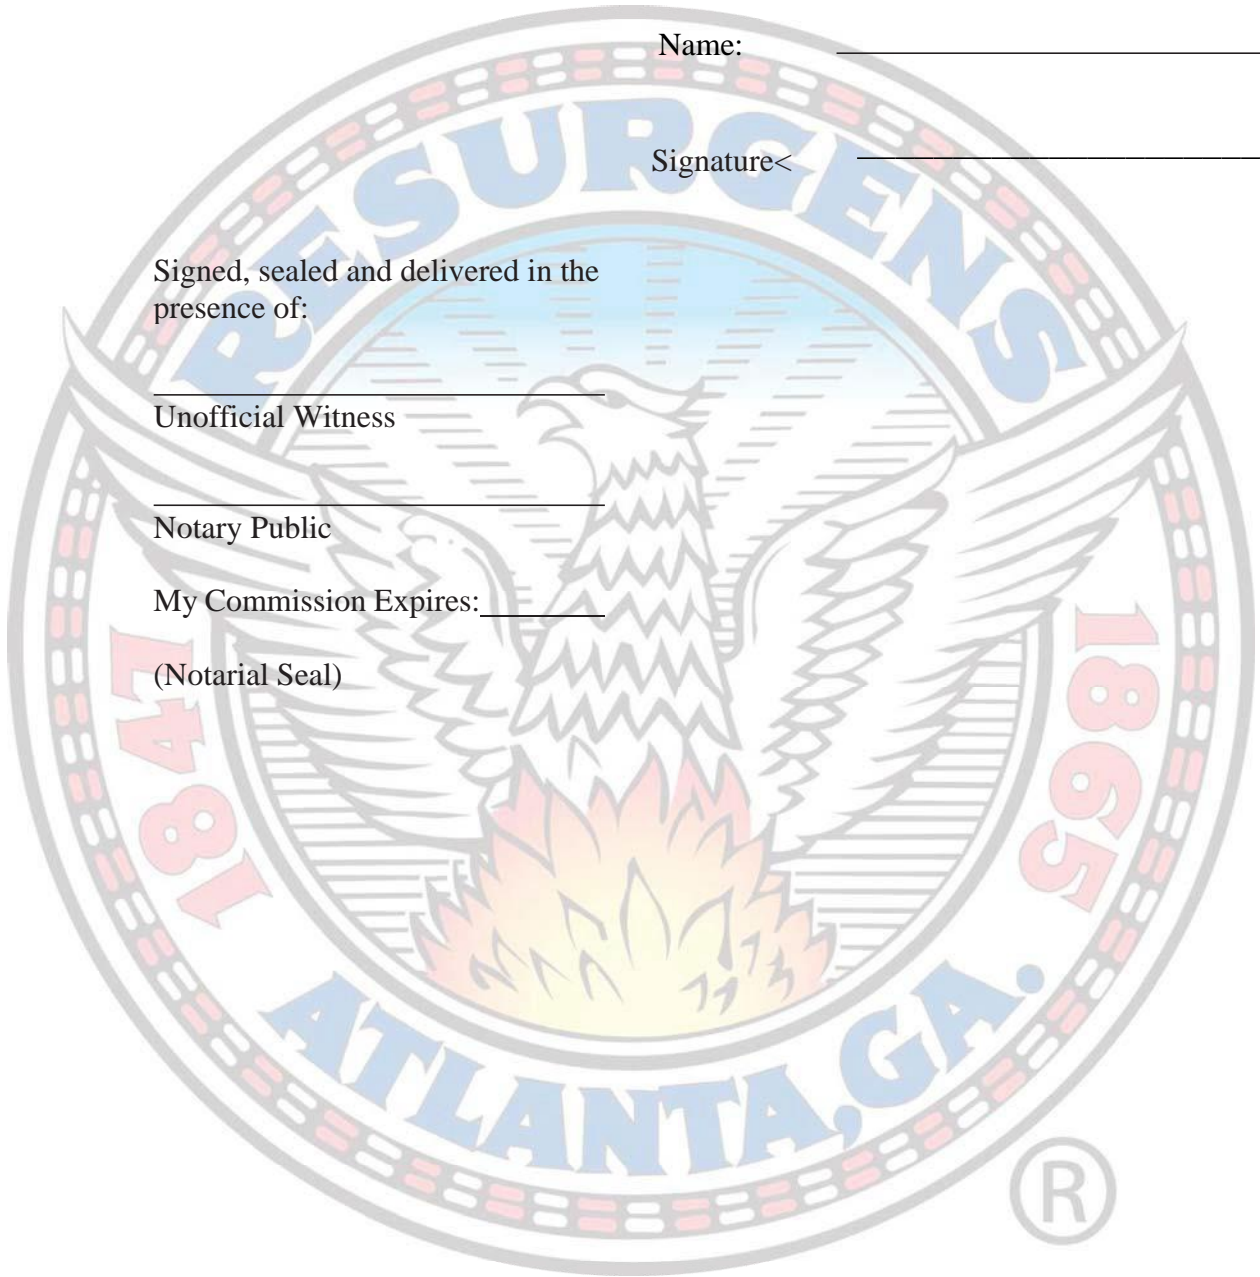 Name:
Signature<
RESURGENS
Signed, sealed and delivered in the
presence of:
Unofficial Witness
Notary Public
My Commission Expires:
(Notarial Seal)
1847
1865
ATLANTA, GA.
®